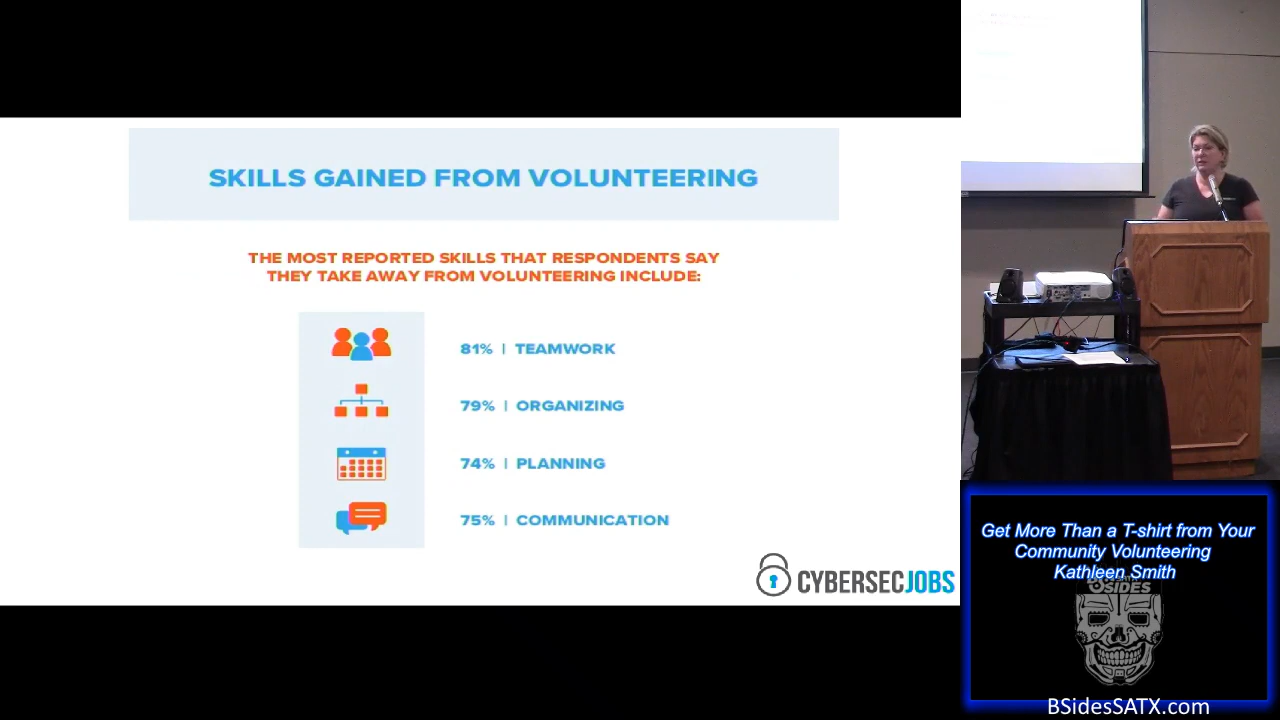 SKILLS GAINED FROM VOLUNTEERING
THE MOST REPORTED SKILLS THAT RESPONDENTS SAY
THEY TAKE AWAY FROM VOLUNTEERING INCLUDE:
81% | TEAMWORK
79% | ORGANIZING
74% | PLANNING
75% | COMMUNICATION
CYBERSECJOBS
Get More Than a T-shirt from Your
Community Volunteering
Kathleen Smith
BSIDES
BSidesSATX.com